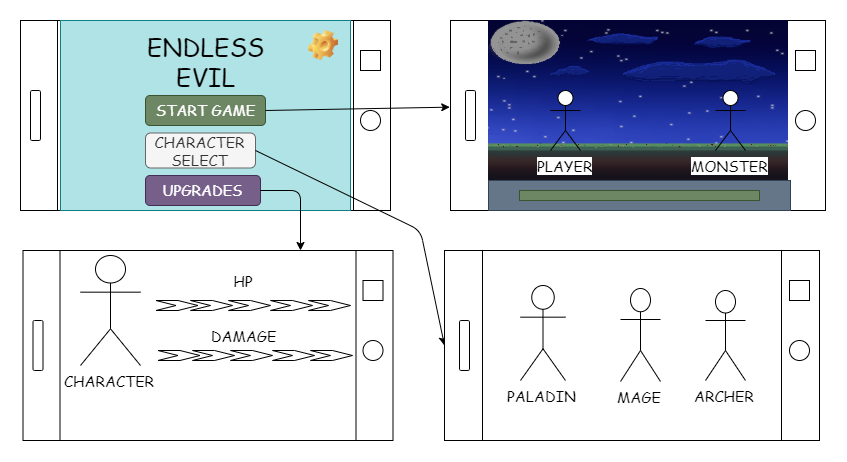 ENDLESS
EVIL
START GAME
CHARACTER
SELECT
UPGRADES
PLAYER
MONSTER
HP
DAMAGE
CHARACTER
PALADIN
MAGE
ARCHER